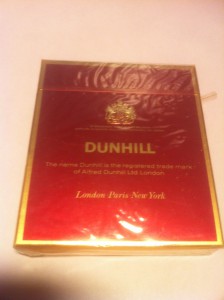 DUNHILL
The name Dunhill is the registered trade mark
of Alfred Dunhill Ltd London
London Paris New York